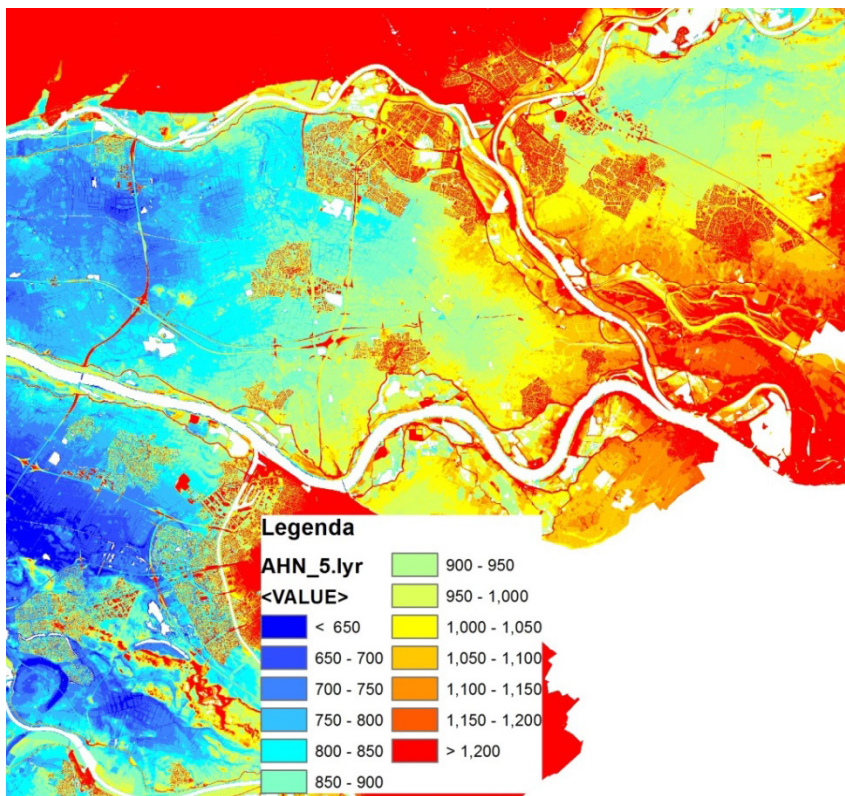 Legenda
AHN_5.lyr
<VALUE>
< 650
650 - 700
700 - 750
750 - 800
800 - 850
850 - 900
900 - 950
950 - 1,000
1,000 - 1,050
1,050 - 1,100
1,100 - 1,150
1,150 - 1,200
> 1,200